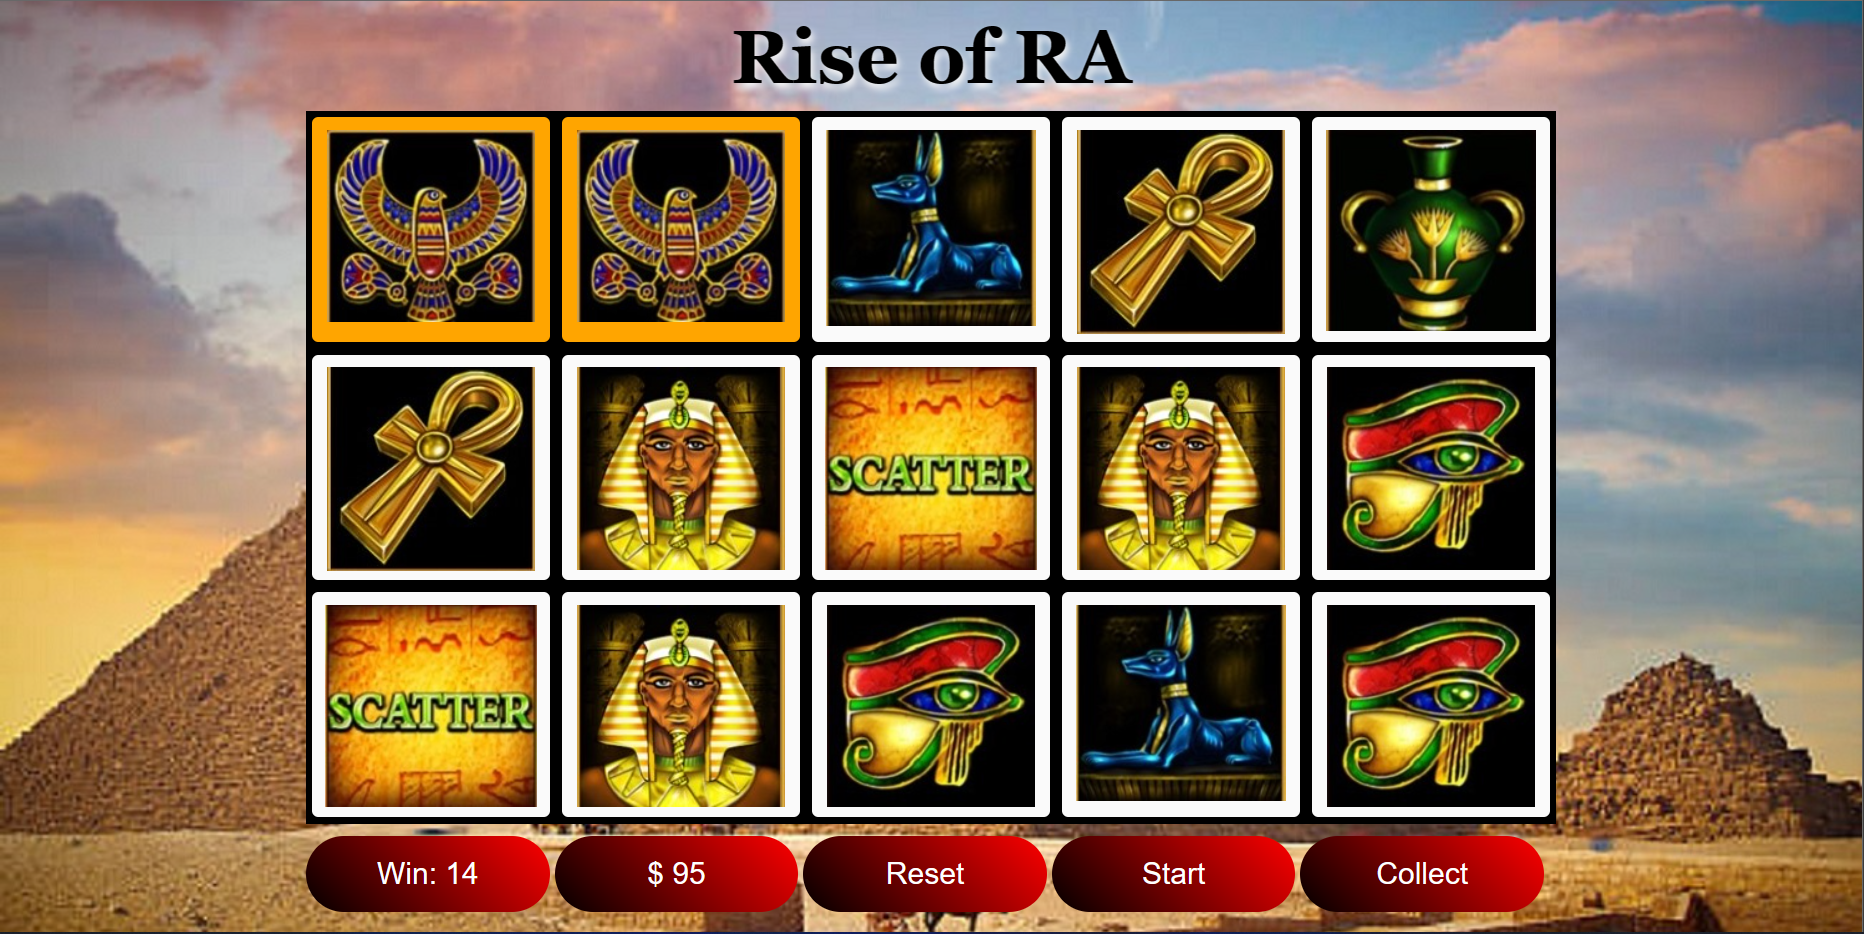 Rise of RA
SCATTER
SCATTER
Win: 14
$ 95
Reset
Start
Collect